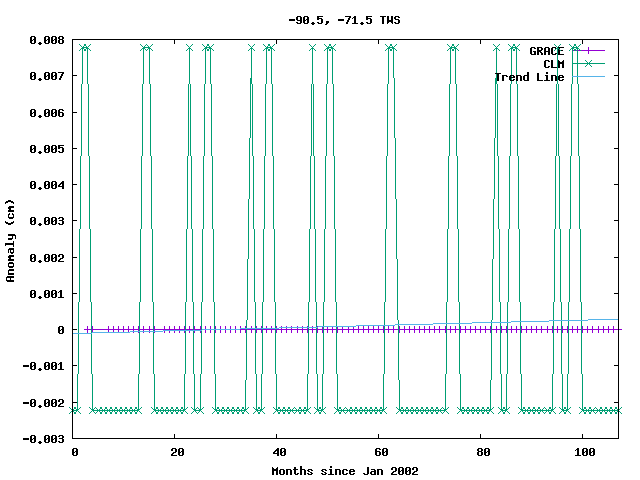 -90.5, -71.5 TWS
0.008
0.007
0.006
0.005
0.004
0.003
0.002
0.001
0
-0.001
-0.002
-0.003
Anomaly (cm)
GRACE
CLM
Trend Line
0 20 40 60 80 100
Months since Jan 2002